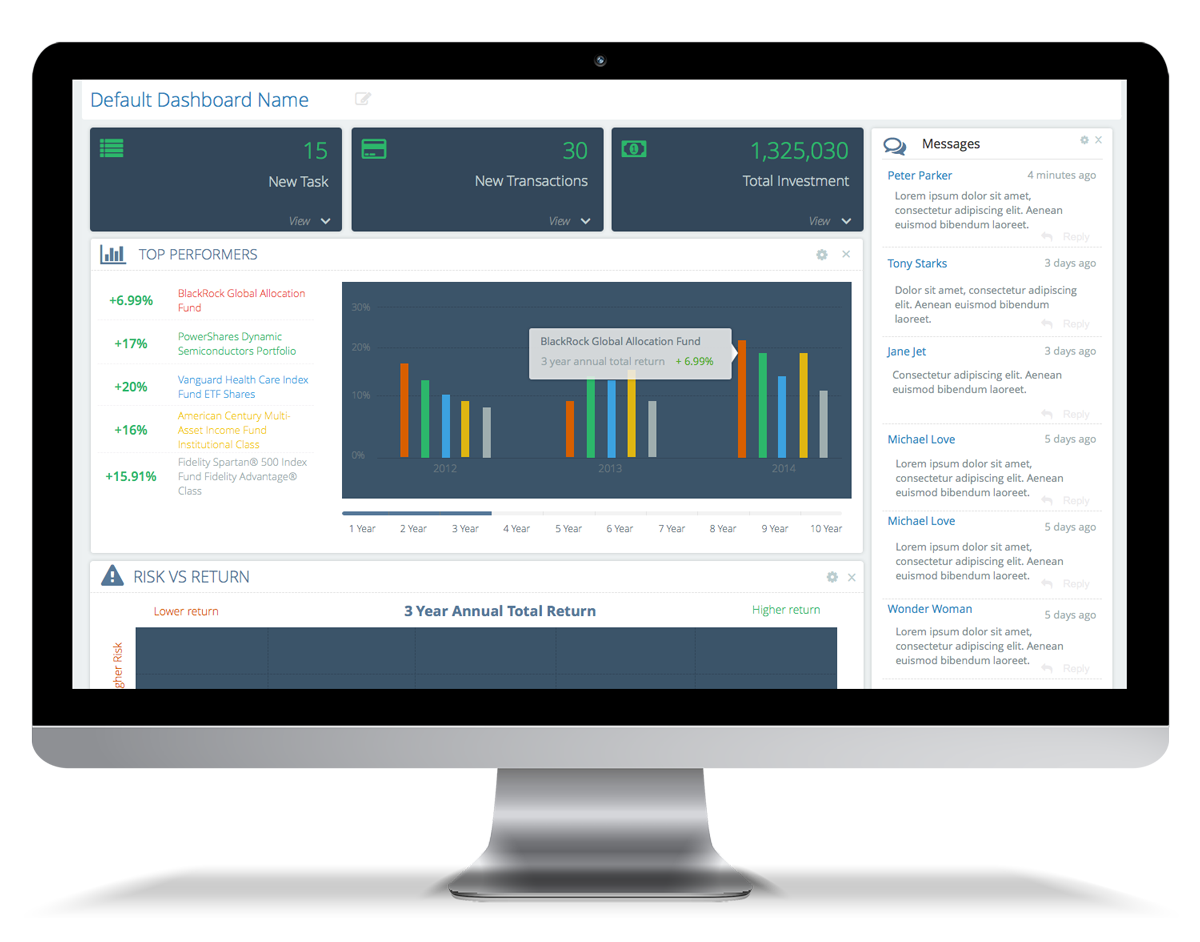 Default Dashboard Name
15
New Task
View
30
New Transactions
View
1,325,030
Total Investment
View
TOP PERFORMERS
+6.99%
BlackRock Global Allocation
Fund
+17%
PowerShares Dynamic
Semiconductors Portfolio
+20%
Vanguard Health Care Index
Fund ETF Shares
+16%
American Century Multi-
Asset Income Fund
Institutional Class
+15.91%
Fidelity Spartan® 500 Index
Fund Fidelity Advantage®
Class
30%
20%
10%
0%
BlackRock Global Allocation Fund
3 year annual total return + 6.99%
2012 2013 2014
1 Year 2 Year 3 Year 4 Year 5 Year 6 Year 7 Year 8 Year 9 Year 10 Year
RISK VS RETURN
Lower return 3 Year Annual Total Return Higher return
gher Risk
Messages
Peter Parker 4 minutes ago
Lorem ipsum dolor sit amet,
consectetur adipiscing elit. Aenean
euismod bibendum laoreet.
Reply
Tony Starks 3 days ago
Dolor sit amet, consectetur adipiscing
elit. Aenean euismod bibendum
laoreet.
Reply
Jane Jet 3 days ago
Consectetur adipiscing elit. Aenean
euismod bibendum laoreet.
Reply
Michael Love 5 days ago
Lorem ipsum dolor sit amet,
consectetur adipiscing elit. Aenean
euismod bibendum laoreet.
Reply
Michael Love 5 days ago
Lorem ipsum dolor sit amet,
consectetur adipiscing elit. Aenean
euismod bibendum laoreet.
Reply
Wonder Woman 5 days ago
Lorem ipsum dolor sit amet,
consectetur adipiscing elit. Aenean
euismod bibendum laoreet.
Reply